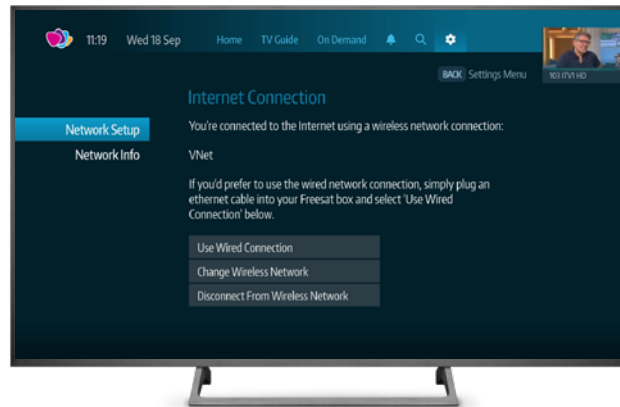 11:19 Wed 18 Sep Home TV Guide On Demand
BACK Settings Menu
103 ITV1 HD
Internet Connection
Network Setup
Network Info
You're connected to the Internet using a wireless network connection:
VNet
If you'd prefer to use the wired network connection, simply plug an
ethernet cable into your Freesat box and select 'Use Wired
Connection' below.
Use Wired Connection
Change Wireless Network
Disconnect From Wireless Network